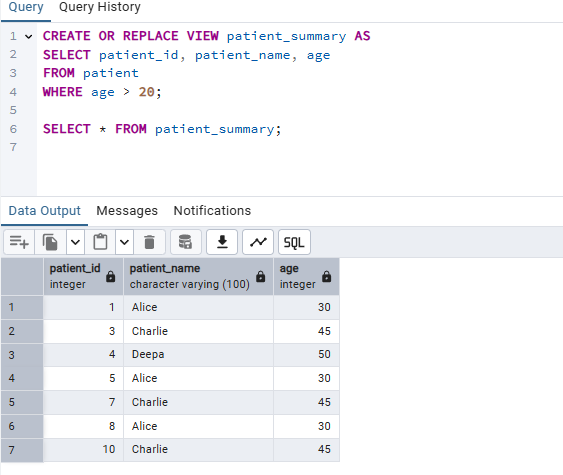 Query Query History
1 CREATE OR REPLACE VIEW patient_summary AS
2 SELECT patient_id, patient_name, age
3 FROM patient
4 WHERE age > 20;
5
6 SELECT * FROM patient_summary;
7
Data Output Messages Notifications
SQL
patient_id patient_name age
integer character varying (100) integer
1 1 Alice 30
2 3 Charlie 45
3 4 Deepa 50
4 5 Alice 30
5 7 Charlie 45
6 8 Alice 30
7 10 Charlie 45